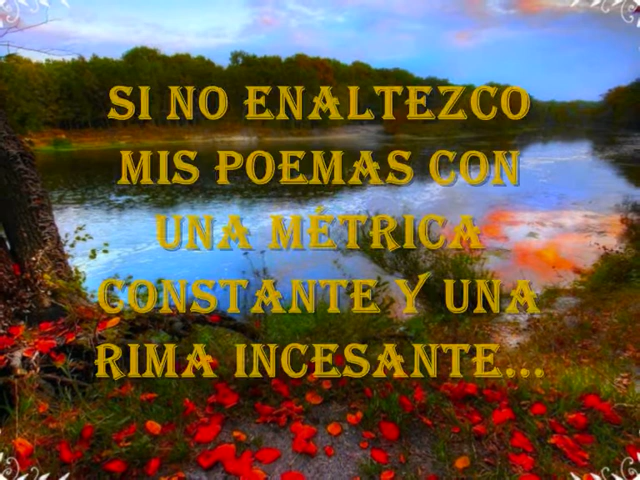 SI NO ENALTEZCO
MIS POEMAS CON
UNA MÉTRICA
CONSTANTE Y UNA
RIMA INCESANTE...